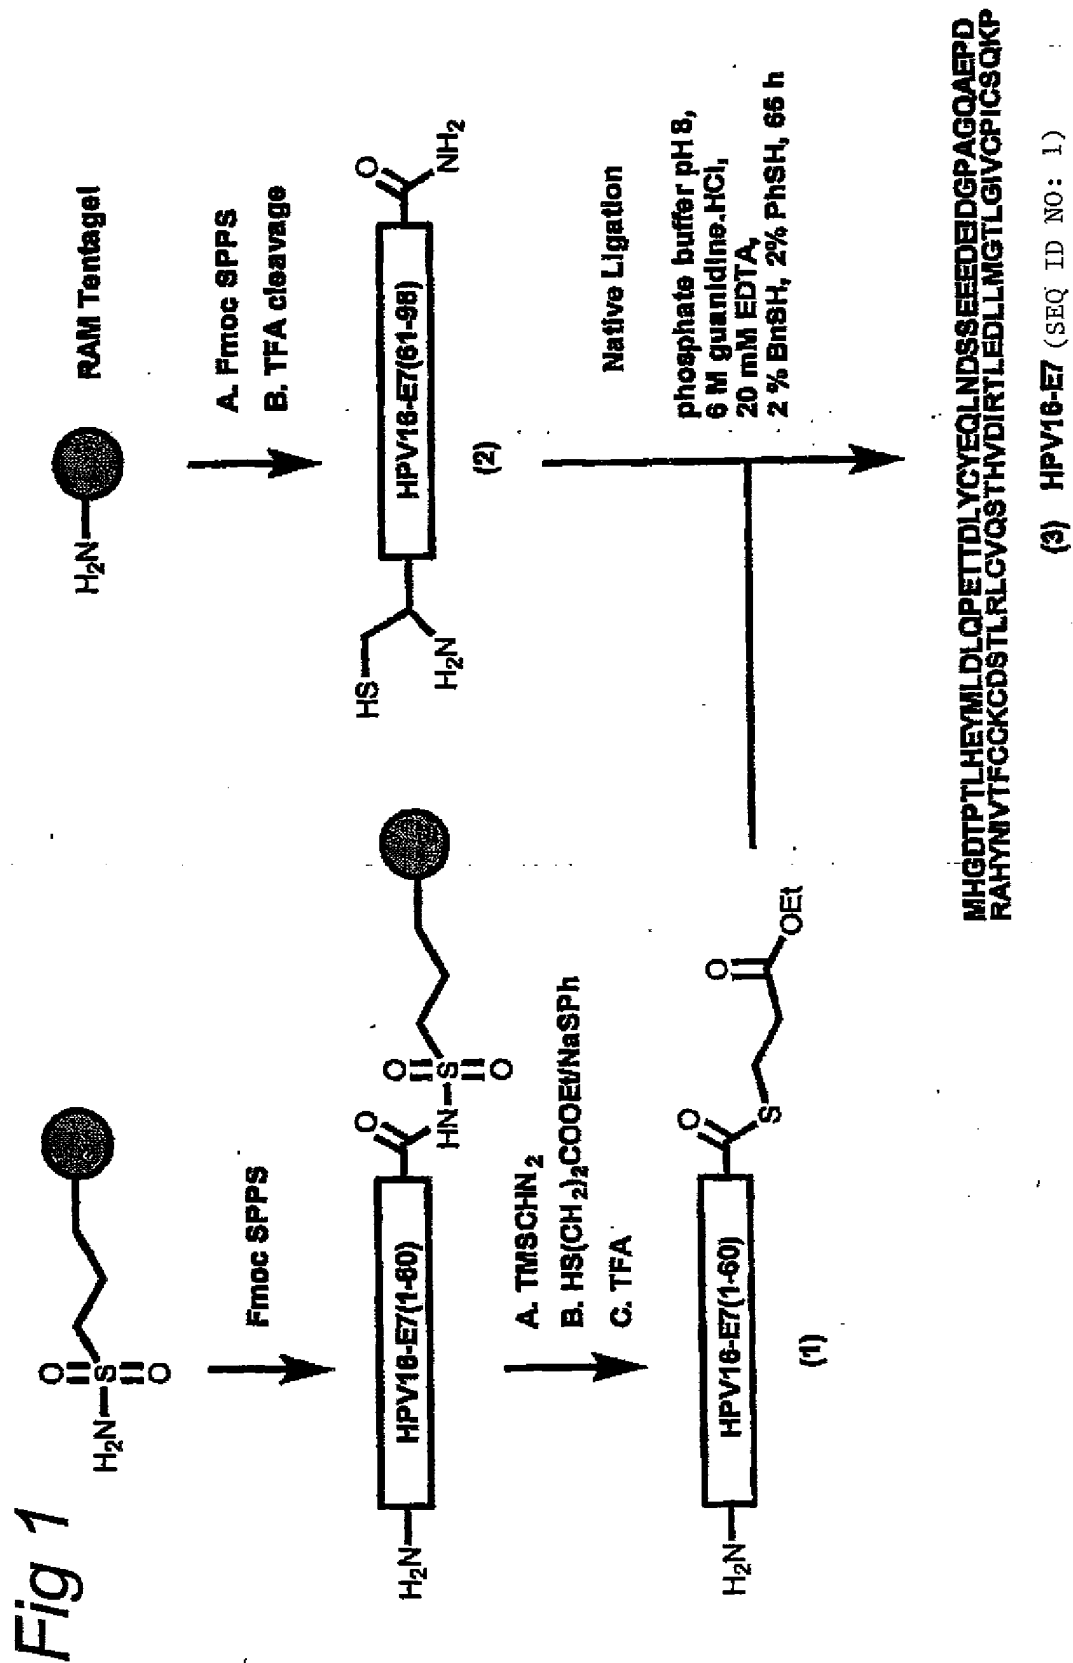 Fig 1
H₂N
RAM Tentagel
A. Fmoc SPPS
B. TFA cleavage
HS
H₂N
HPV16-E7(61-98)
O
NH₂
(2)
H₂N
O
S
O
Fmoc SPPS
H₂N
HPV16-E7(1-60)
O
HN
O
S
O
A. TMSCHN₂
B. HS(CH₂)₂COOEt/NaSPh
C. TFA
H₂N
HPV16-E7(1-60)
O
S
O
OEt
(1)
Native Ligation
phosphate buffer pH 8,
6 M guanidine.HCl,
20 mM EDTA,
2 % BnSH, 2% PhSH, 65 h
MHGDTPTLHEYMLDLQPETTDLYCYEQLNDSSEEEDEIDGPAGQAEPD
RAHYNIVTFCCKCDSTLRLCVQSTHVDIRTLEDLLMGTLGIVCPICSQKP
(3) HPV16-E7 (SEQ ID NO: 1)